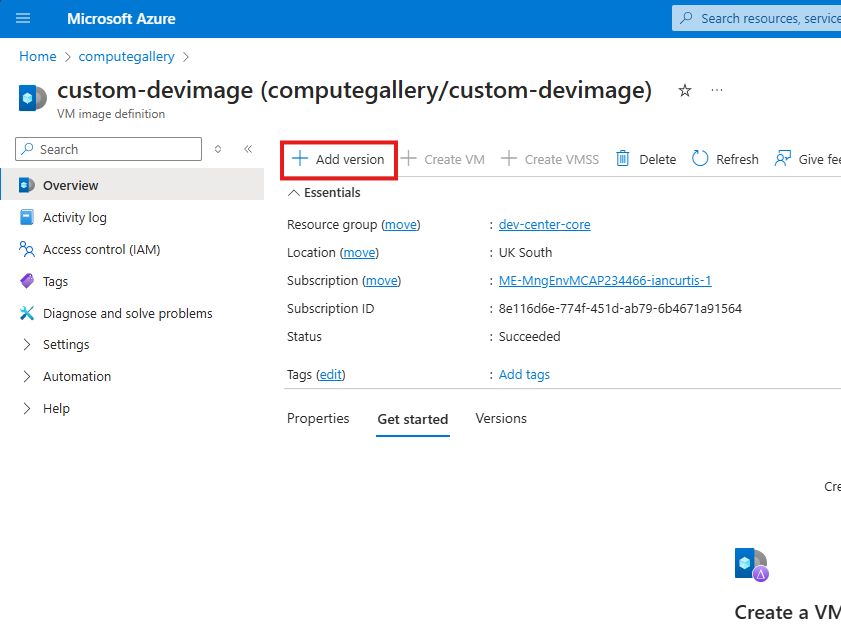 Microsoft Azure
Search resources, service
Home > computegallery >
custom-devimage (computegallery/custom-devimage)
VM image definition
Search
Add version
Create VM
Create VMSS
Delete
Refresh
Give fee
Overview
Activity log
Access control (IAM)
Tags
Diagnose and solve problems
Settings
Automation
Help
Essentials
Resource group (move) : dev-center-core
Location (move) : UK South
Subscription (move) : ME-MngEnvMCAP234466-iancurtis-1
Subscription ID : 8e116d6e-774f-451d-ab79-6b4671a91564
Status : Succeeded
Tags (edit) : Add tags
Properties
Get started
Versions
Cre
Create a VM